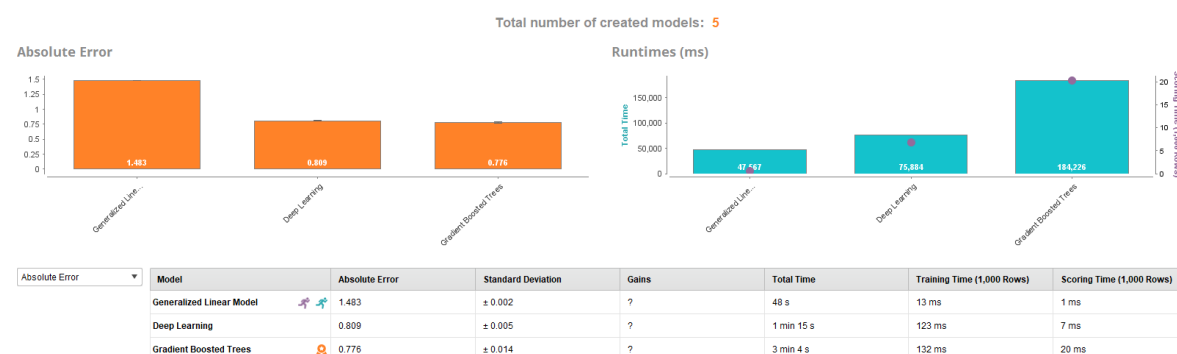 Total number of created models: 5
Absolute Error
Runtimes (ms)
1.5
1.25
1
0.75
0.5
0.25
0
1.483
0.809
0.776
Generalized Line...
Deep Learning
Gradient Boosted Trees
Total Time
150,000
100,000
50,000
0
47,567
75,884
184,226
20
15
10
5
0
Generalized Line...
Deep Learning
Gradient Boosted Trees
Absolute Error
Model Absolute Error Standard Deviation Gains Total Time Training Time (1,000 Rows) Scoring Time (1,000 Rows)
Generalized Linear Model 1.483 ± 0.002 ? 48 s 13 ms 1 ms
Deep Learning 0.809 ± 0.005 ? 1 min 15 s 123 ms 7 ms
Gradient Boosted Trees 0.776 ± 0.014 ? 3 min 4 s 132 ms 20 ms